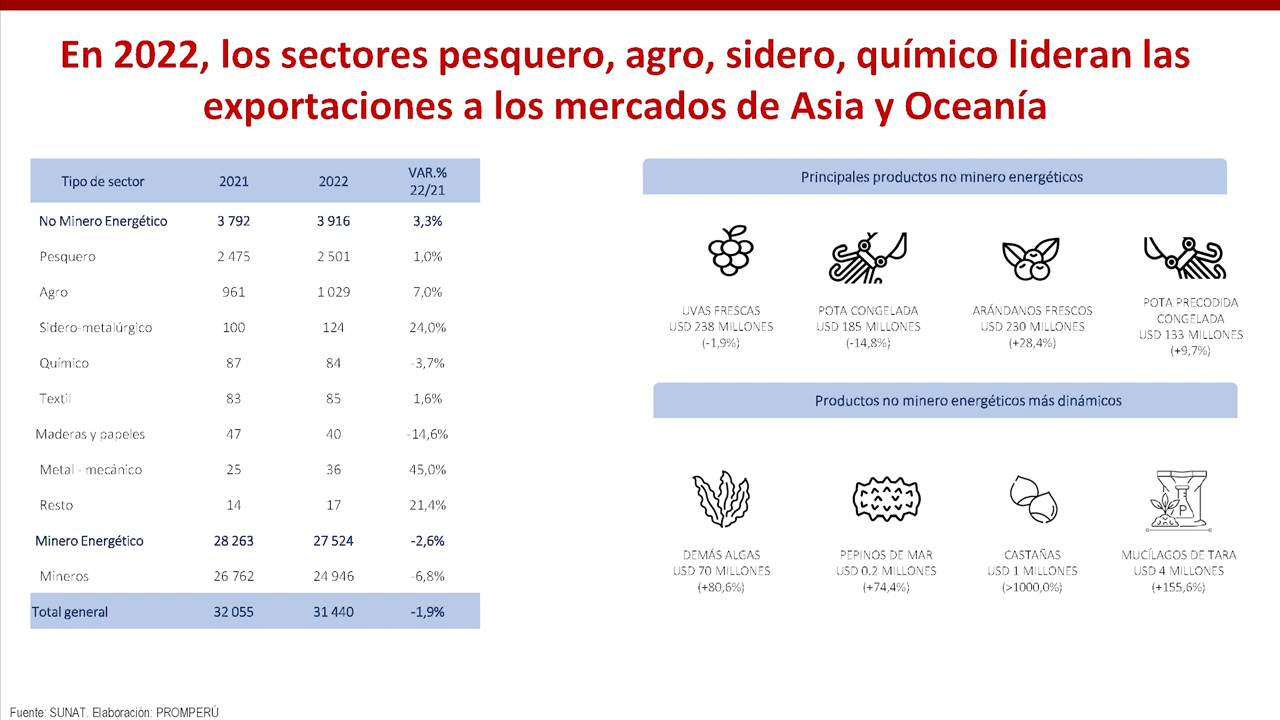 En 2022, los sectores pesquero, agro, sidero, químico lideran las
exportaciones a los mercados de Asia y Oceanía
Tipo de sector 2021 2022 VAR.% 22/21
No Minero Energético 3 792 3 916 3,3%
Pesquero 2 475 2 501 1,0%
Agro 961 1 029 7,0%
Sidero-metalúrgico 100 124 24,0%
Químico 87 84 -3,7%
Textil 83 85 1,6%
Maderas y papeles 47 40 -14,6%
Metal - mecánico 25 36 45,0%
Resto 14 17 21,4%
Minero Energético 28 263 27 524 -2,6%
Mineros 26 762 24 946 -6,8%
Total general 32 055 31 440 -1,9%
Principales productos no minero energéticos
UVAS FRESCAS
USD 238 MILLONES
(-1,9%)
POTA CONGELADA
USD 185 MILLONES
(-14,8%)
ARÁNDANOS FRESCOS
USD 230 MILLONES
(+28,4%)
POTA PRECODIDA
CONGELADA
USD 133 MILLONES
(+9,7%)
Productos no minero energéticos más dinámicos
P
DEMÁS ALGAS
USD 70 MILLONES
(+80,6%)
PEPINOS DE MAR
USD 0.2 MILLONES
(+74,4%)
CASTAÑAS
USD 1 MILLONES
(>1000,0%)
MUCÍLAGOS DE TARA
USD 4 MILLONES
(+155,6%)
Fuente: SUNAT. Elaboración: PROMPERÚ